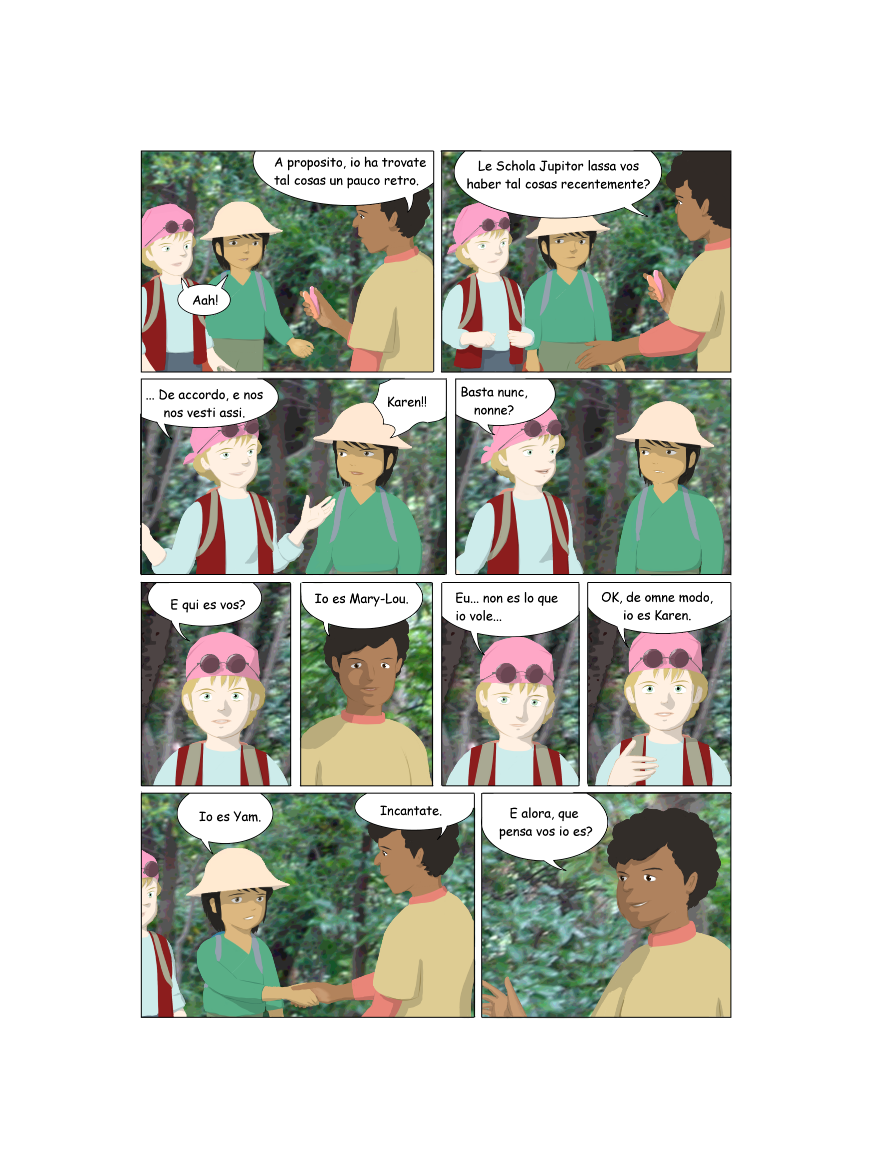 A proposito, io ha trovate
tal cosas un pauco retro.
Aah!
Le Schola Jupitor lassa vos
haber tal cosas recentemente?
... De accordo, e nos
nos vesti assi.
Karen!!
Basta nunc,
nonne?
E qui es vos?
Io es Mary-Lou.
Eu... non es lo que
io vole...
OK, de omne modo,
io es Karen.
Io es Yam.
Incantate.
E alora, que
pensa vos io es?